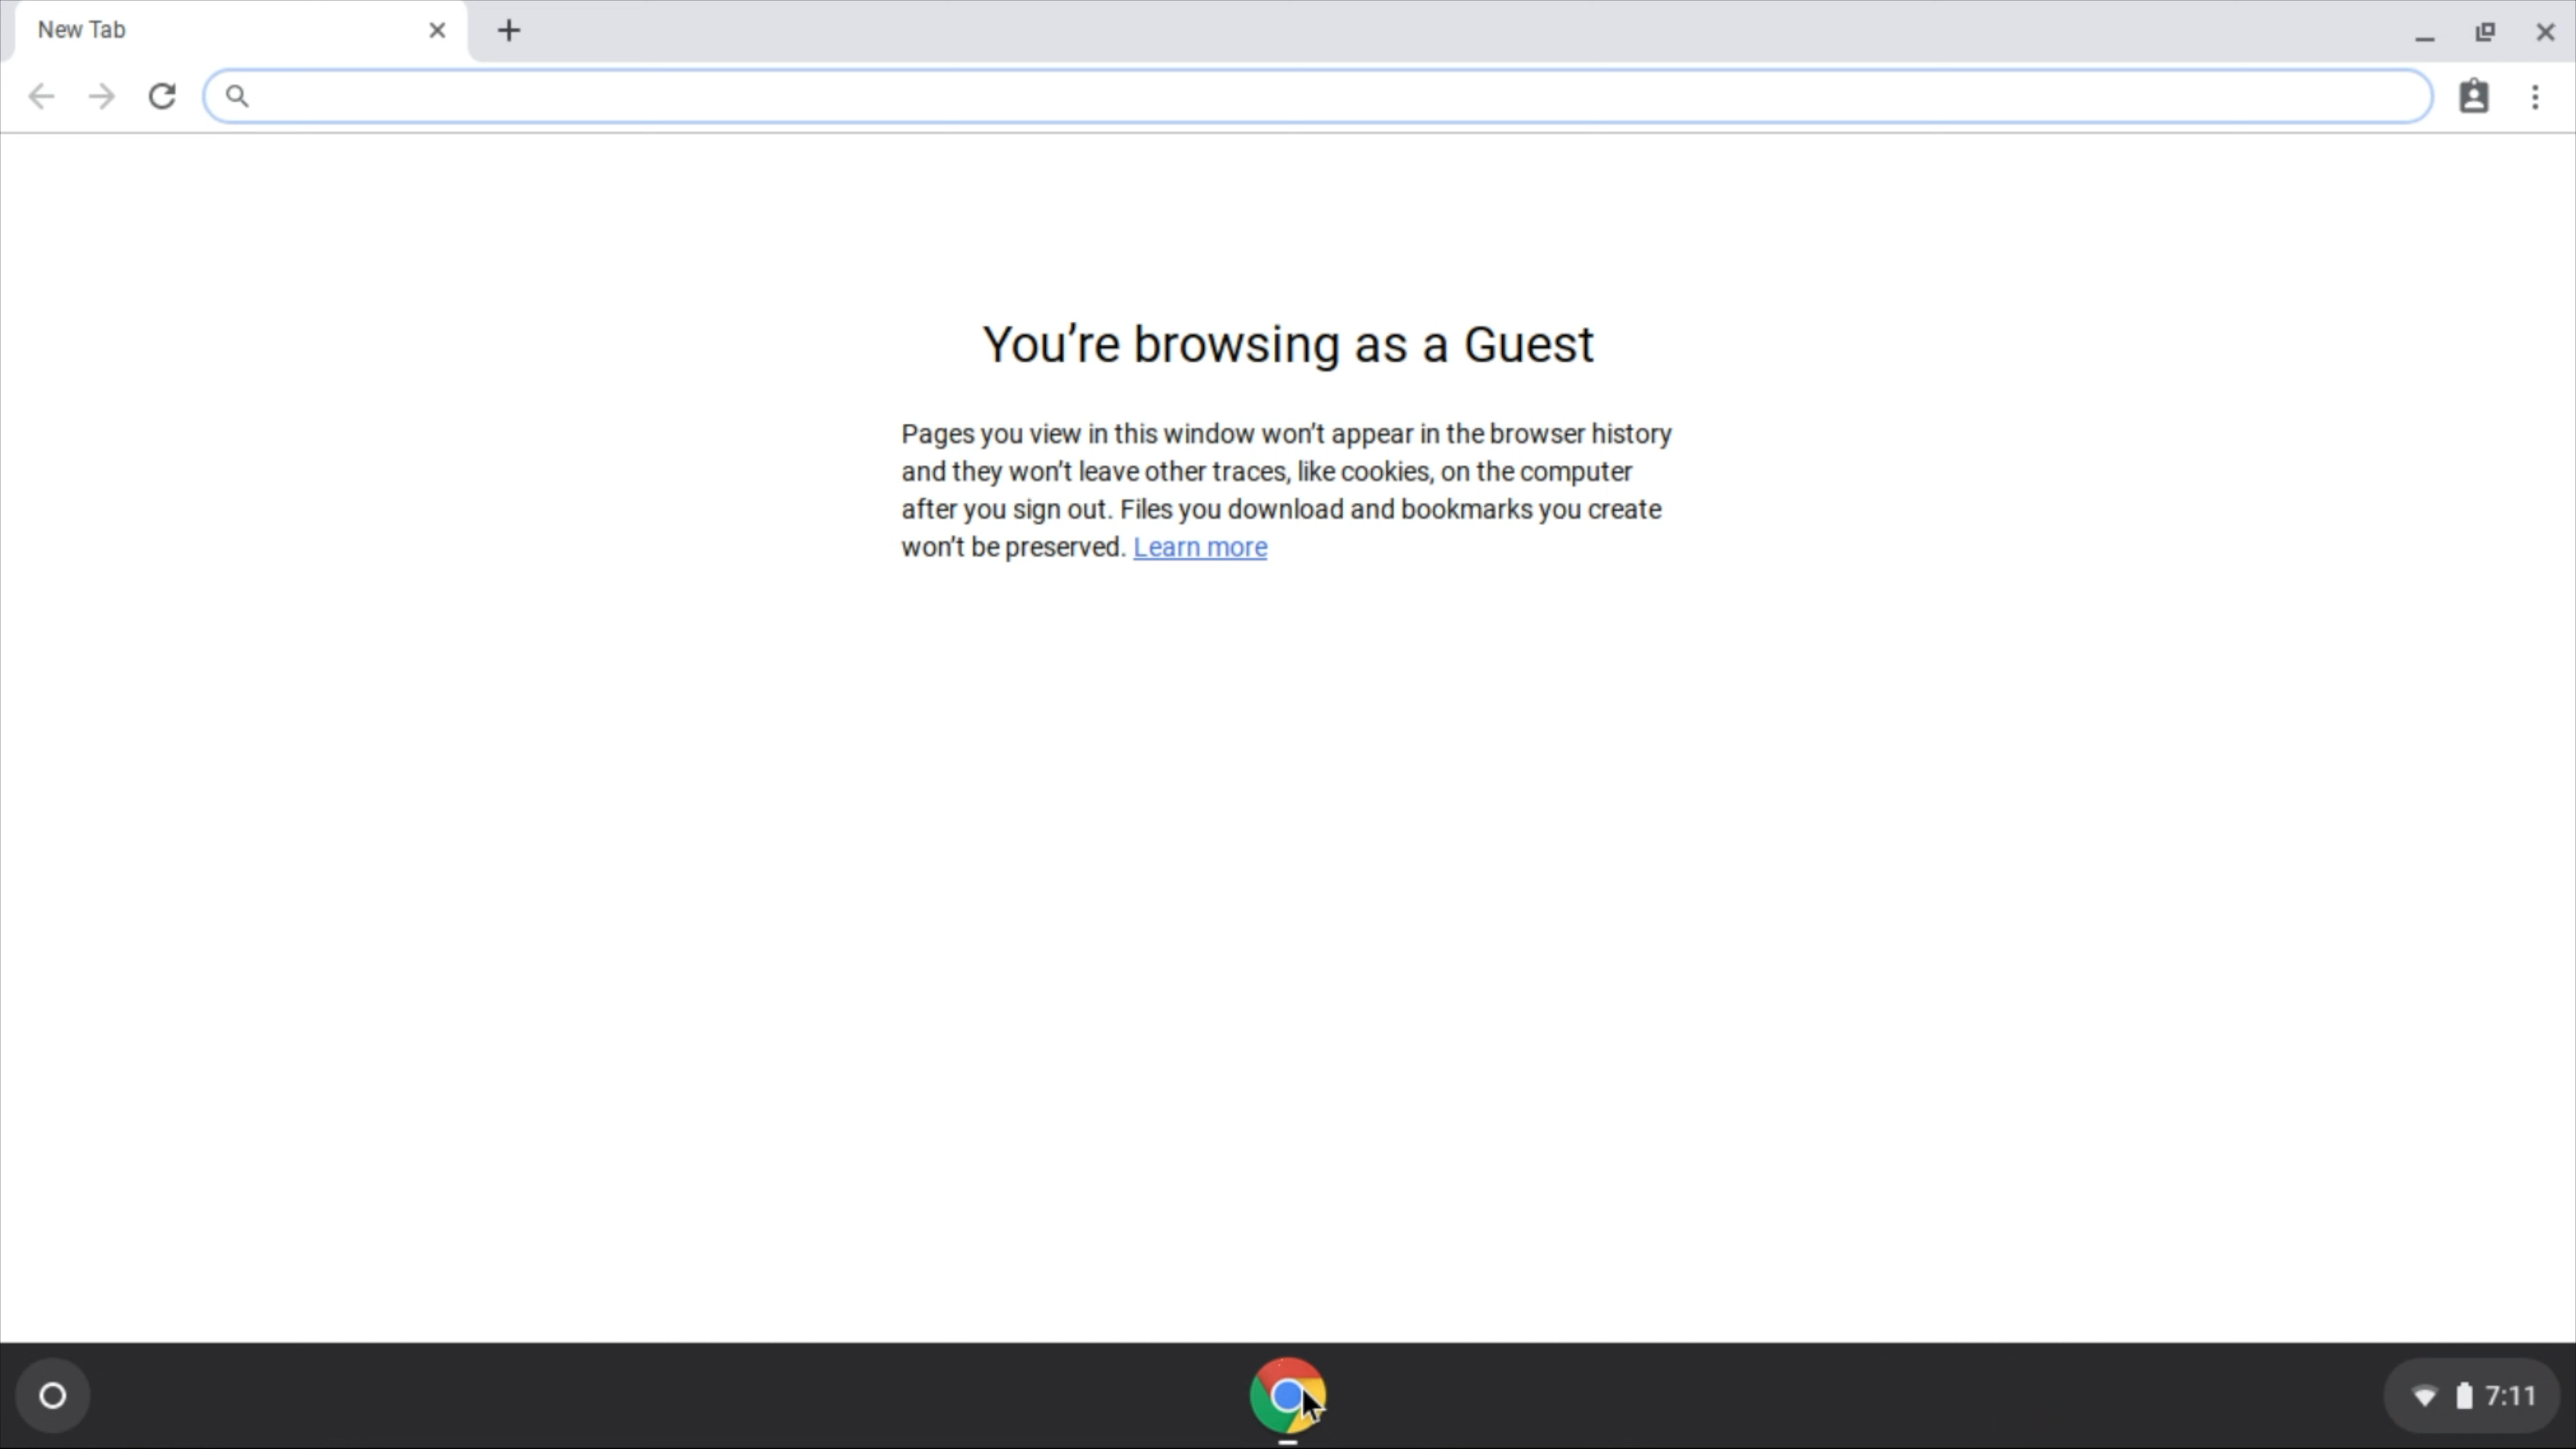 New Tab
You’re browsing as a Guest
Pages you view in this window won’t appear in the browser history
and they won’t leave other traces, like cookies, on the computer
after you sign out. Files you download and bookmarks you create
won’t be preserved. Learn more
7:11